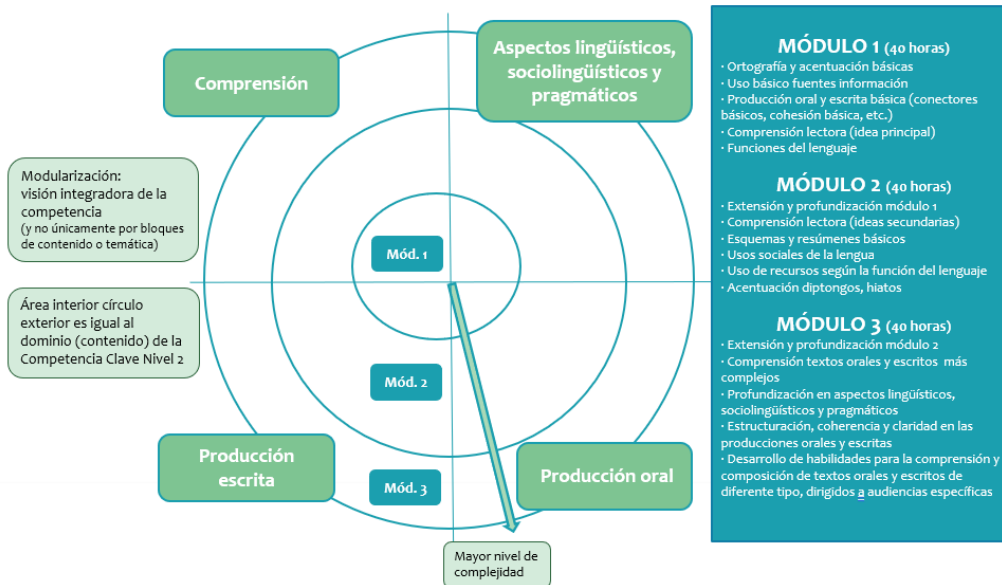 Comprensión
Aspectos lingüísticos,
sociolingüísticos y
pragmáticos
Modularización:
visión integradora de la
competencia
(y no únicamente por bloques
de contenido o temática)
Área interior círculo
exterior es igual al
dominio (contenido) de la
Competencia Clave Nivel 2
Mód. 1
Mód. 2
Mód. 3
Producción
escrita
Producción oral
Mayor nivel de
complejidad
MÓDULO 1 (40 horas)
· Ortografía y acentuación básicas
· Uso básico fuentes información
· Producción oral y escrita básica (conectores
básicos, cohesión básica, etc.)
· Comprensión lectora (idea principal)
· Funciones del lenguaje
MÓDULO 2 (40 horas)
· Extensión y profundización módulo 1
· Comprensión lectora (ideas secundarias)
· Esquemas y resúmenes básicos
· Usos sociales de la lengua
· Uso de recursos según la función del lenguaje
· Acentuación diptongos, hiatos
MÓDULO 3 (40 horas)
· Extensión y profundización módulo 2
· Comprensión textos orales y escritos más
complejos
· Profundización en aspectos lingüísticos,
sociolingüísticos y pragmáticos
· Estructuración, coherencia y claridad en las
producciones orales y escritas
· Desarrollo de habilidades para la comprensión y
composición de textos orales y escritos de
diferente tipo, dirigidos a audiencias específicas